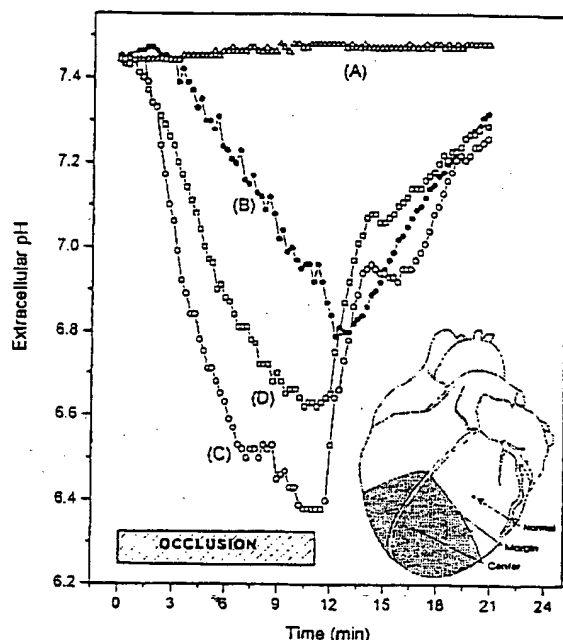 Extracellular pH
7.4
7.2
7.0
6.8
6.6
6.4
6.2
(A)
(B)
(D)
(C)
OCCLUSION
Normal
Margin
Center
0
3
6
9
12
15
18
21
24
Time (min)